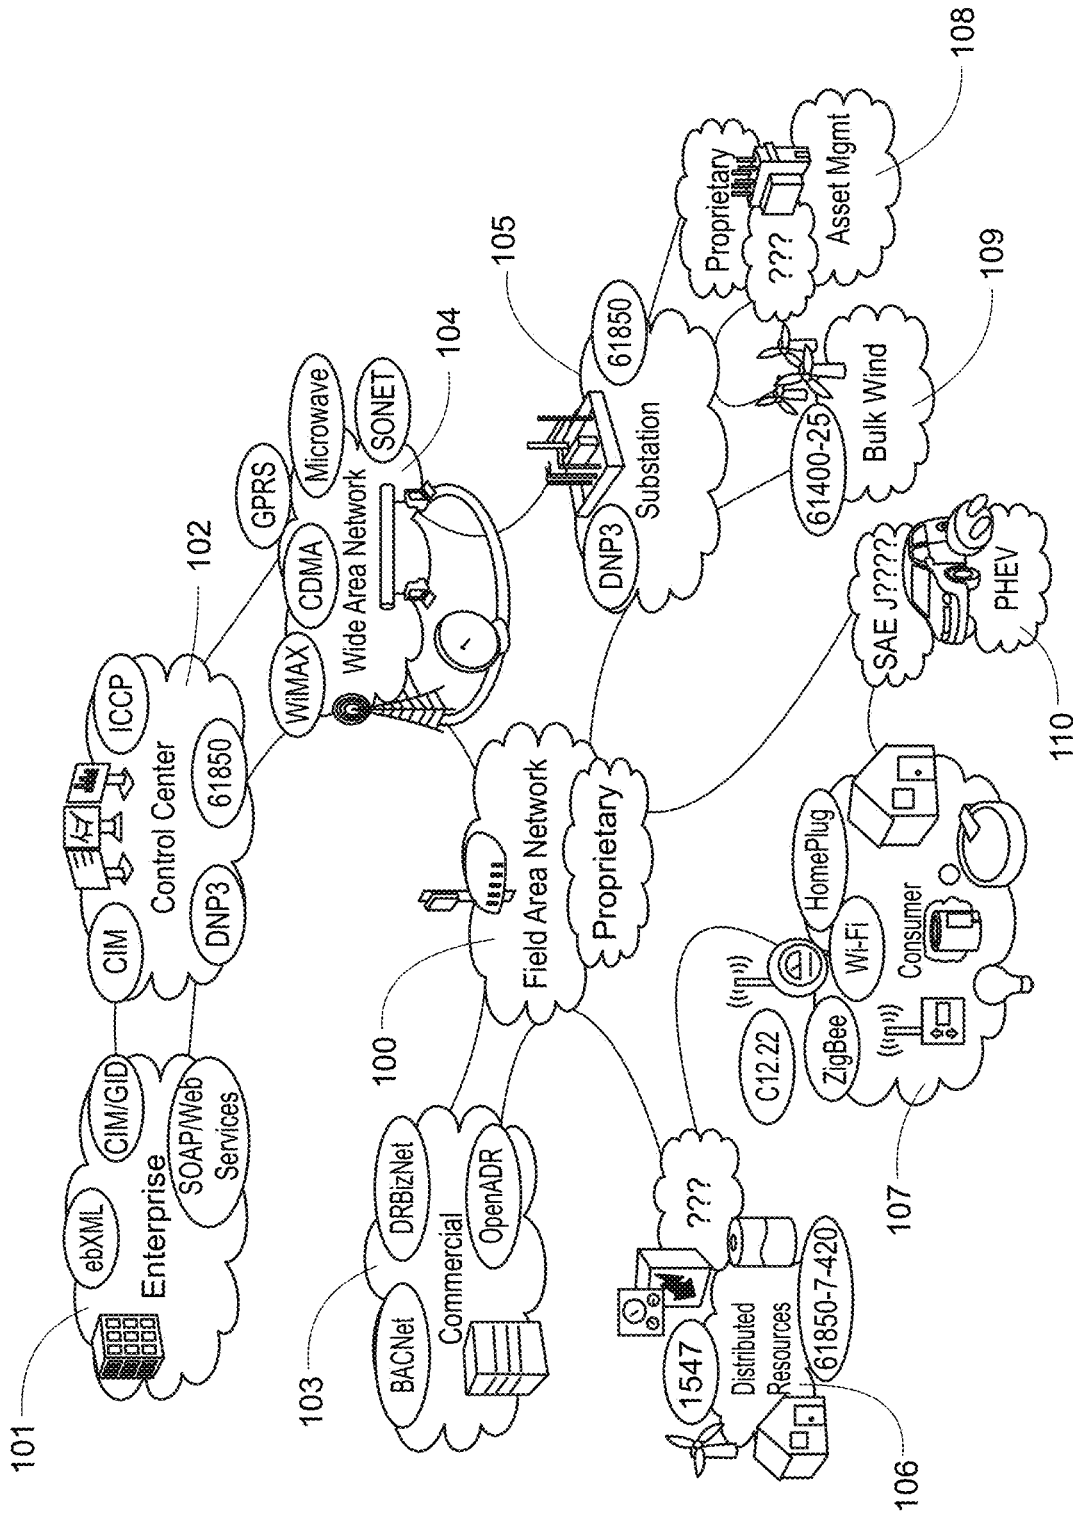 101
ebXML
Enterprise
CIM/GID
SOAP/Web
Services
CIM
Control Center
ICCP
DNP3
61850
102
GPRS
Microwave
CDMA
WiMAX
Wide Area Network
SONET
104
103
BACNet
DRBizNet
Commercial
OpenADR
100
Field Area Network
Proprietary
105
DNP3
61850
Substation
Proprietary
???
Asset Mgmt
108
61400-25
Bulk Wind
109
SAE J????
PHEV
110
1547
???
Distributed
Resources
61850-7-420
106
C12.22
ZigBee
Wi-Fi
HomePlug
Consumer
107